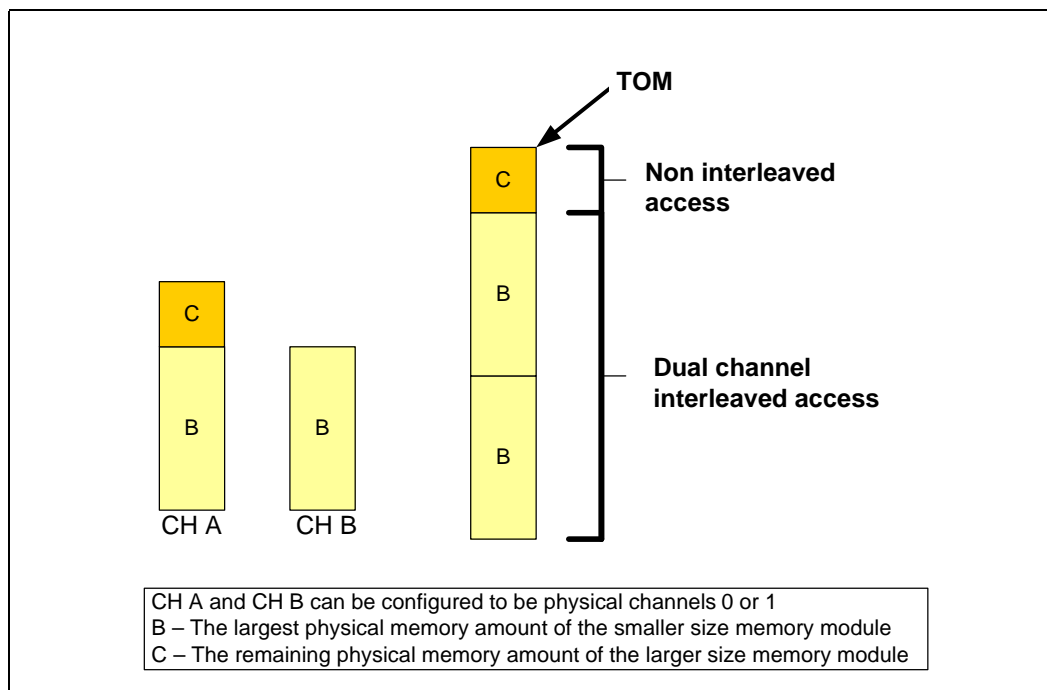 TOM
C
Non interleaved
access
B
C
B
B
Dual channel
interleaved access
B
CH A
CH B
CH A and CH B can be configured to be physical channels 0 or 1
B – The largest physical memory amount of the smaller size memory module
C – The remaining physical memory amount of the larger size memory module